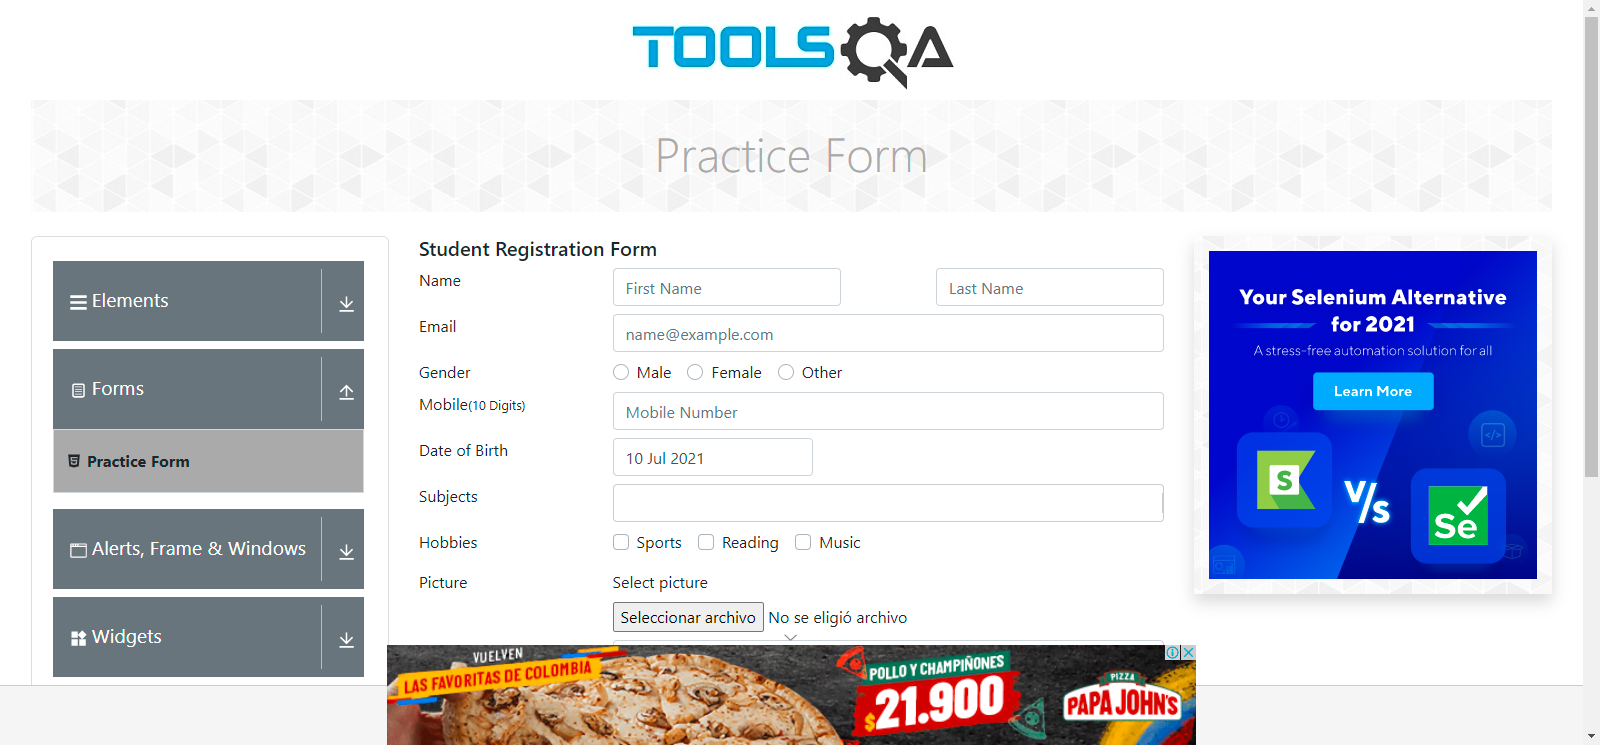 TOOLSQA
Practice Form
Elements
Forms
Practice Form
Alerts, Frame & Windows
Widgets
Student Registration Form
Name
First Name
Last Name
Email
name@example.com
Gender
Male
Female
Other
Mobile(10 Digits)
Mobile Number
Date of Birth
10 Jul 2021
Subjects
Hobbies
Sports
Reading
Music
Picture
Select picture
Seleccionar archivo
No se eligió archivo
Your Selenium Alternative
for 2021
A stress-free automation solution for all
Learn More
S
V/s
Se
VUELVEN
LAS FAVORITAS DE COLOMBIA
POLLO Y CHAMPIÑONES
$21.900
PIZZA
PAPA JOHN'S